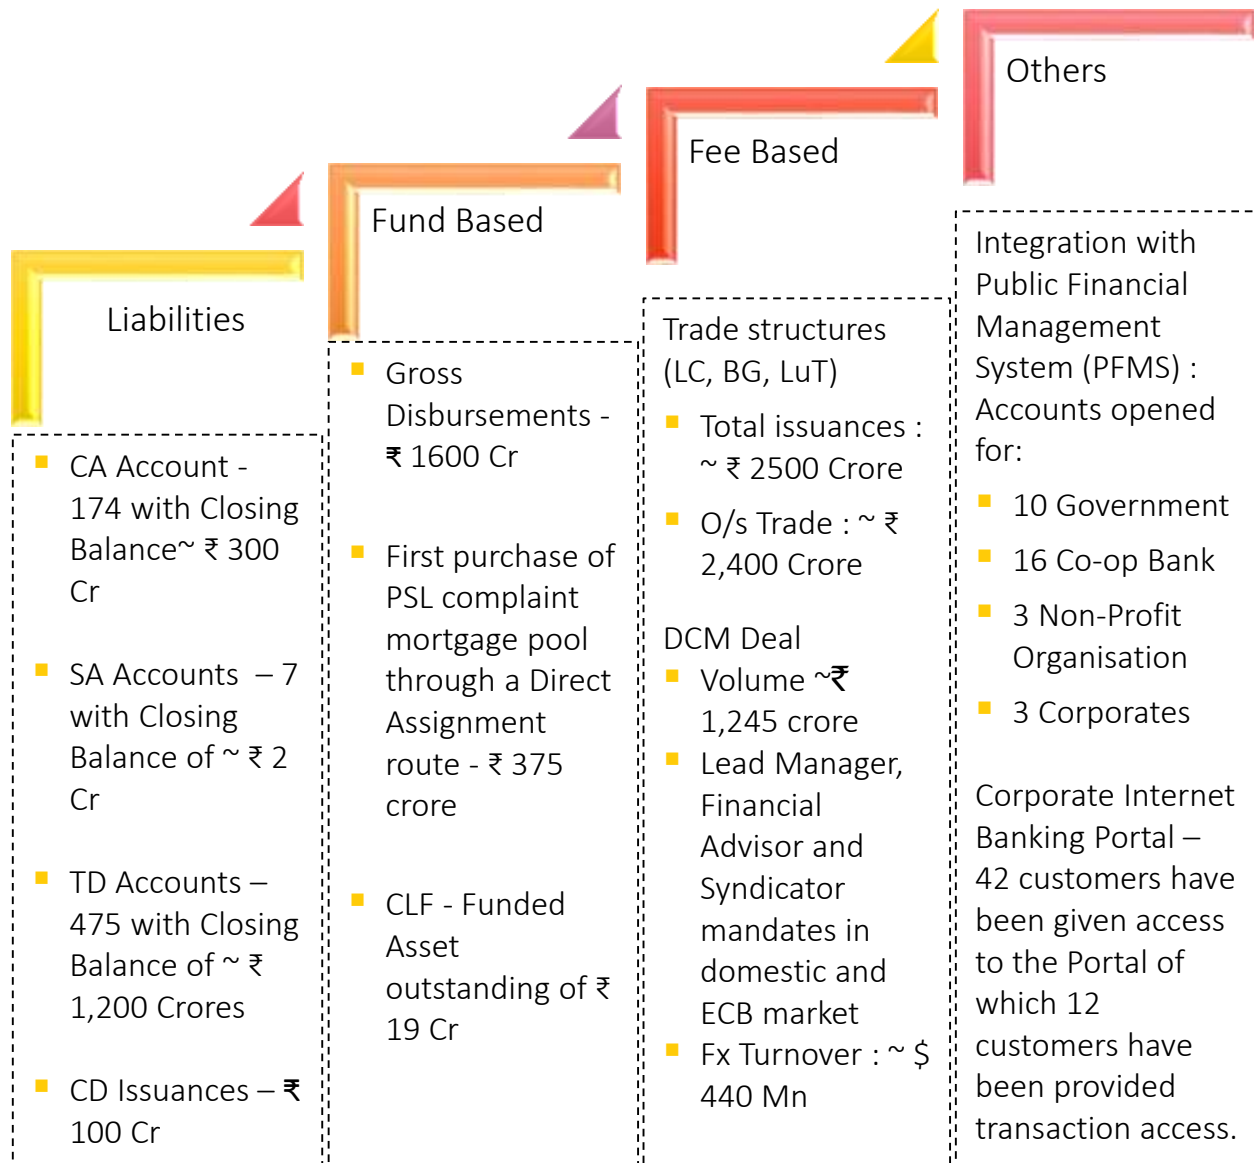 Liabilities
CA Account -
174 with Closing
Balance~ ₹ 300
Cr
SA Accounts – 7
with Closing
Balance of ~ ₹ 2
Cr
TD Accounts –
475 with Closing
Balance of ~ ₹
1,200 Crores
CD Issuances – ₹
100 Cr
Fund Based
Gross
Disbursements -
₹ 1600 Cr
First purchase of
PSL complaint
mortgage pool
through a Direct
Assignment
route - ₹ 375
crore
CLF - Funded
Asset
outstanding of ₹
19 Cr
Fee Based
Trade structures
(LC, BG, LuT)
Total issuances :
~ ₹ 2500 Crore
O/s Trade : ~ ₹
2,400 Crore
DCM Deal
Volume ~₹
1,245 crore
Lead Manager,
Financial
Advisor and
Syndicator
mandates in
domestic and
ECB market
Fx Turnover : ~ $
440 Mn
Others
Integration with
Public Financial
Management
System (PFMS) :
Accounts opened
for:
10 Government
16 Co-op Bank
3 Non-Profit
Organisation
3 Corporates
Corporate Internet
Banking Portal –
42 customers have
been given access
to the Portal of
which 12
customers have
been provided
transaction access.